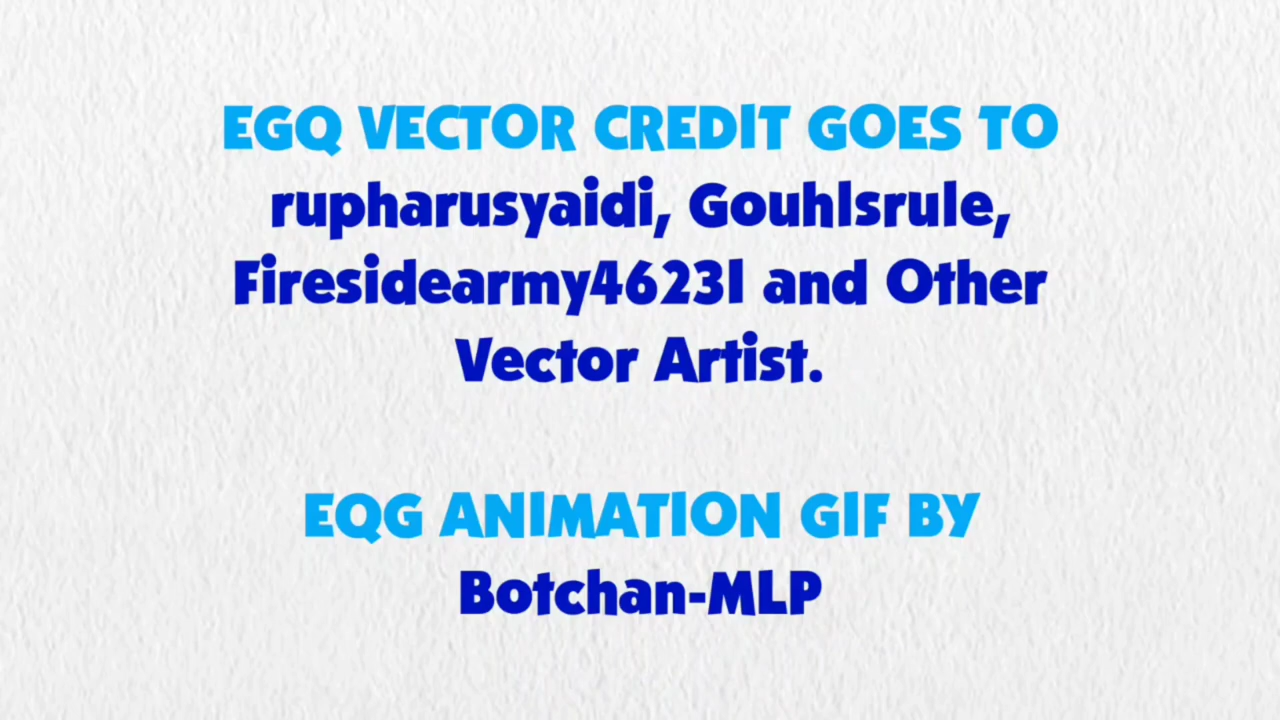 EGQ VECTOR CREDIT GOES TO
rupharusyaidi, Gouhlsrule,
Firesidearmy46231 and Other
Vector Artist.
EQG ANIMATION GIF BY
Botchan-MLP